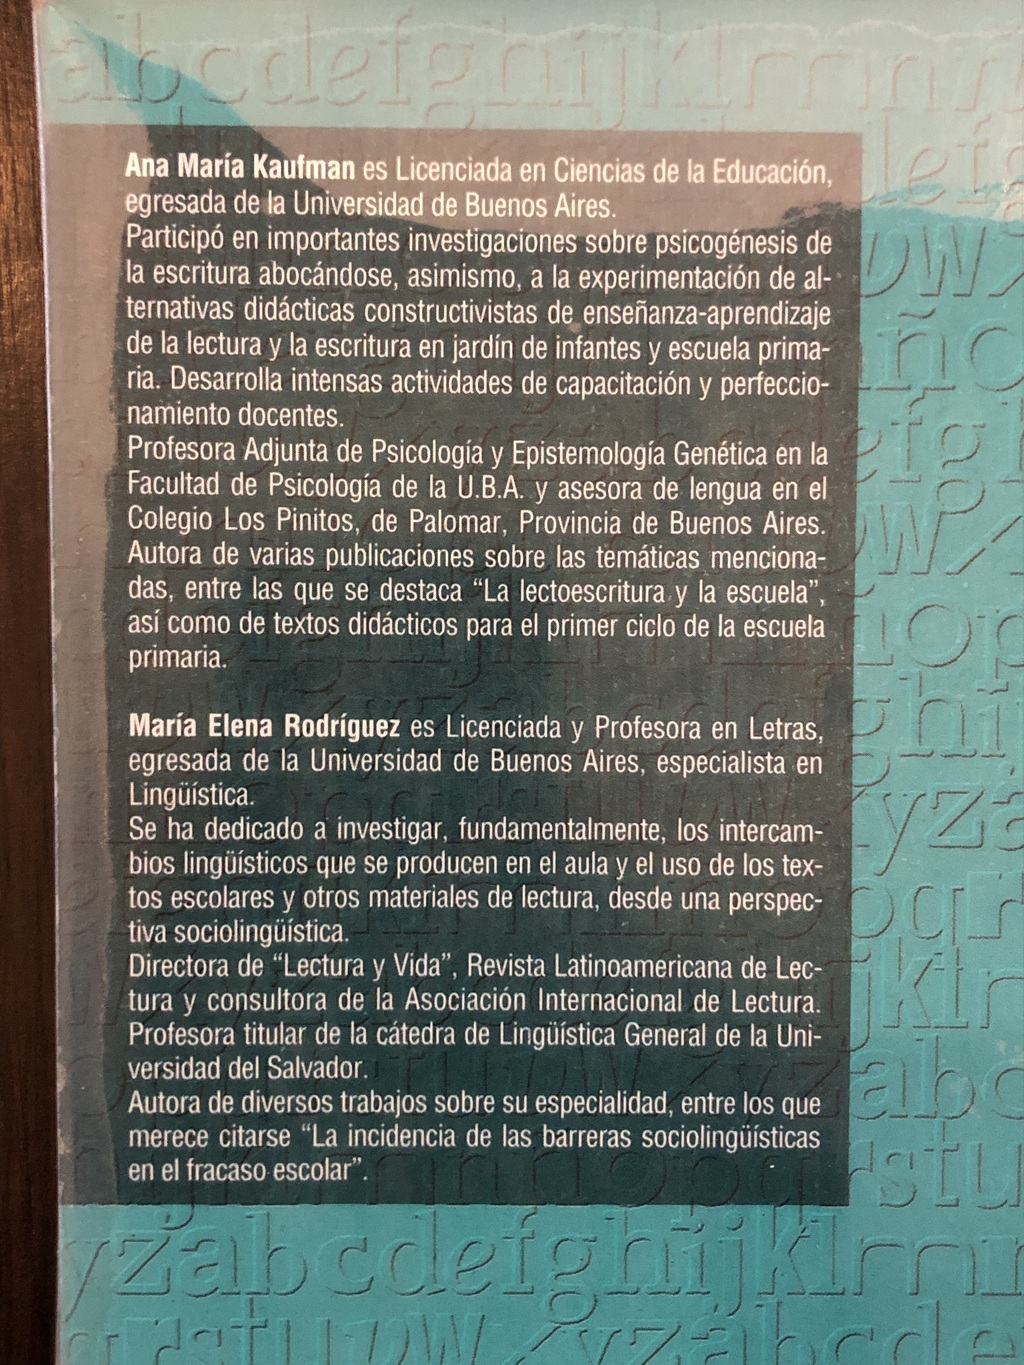 abcdefghijklmnñ
Ana María Kaufman es Licenciada en Ciencias de la Educación,
egresada de la Universidad de Buenos Aires.
Participó en importantes investigaciones sobre psicogénesis de
la escritura abocándose, asimismo, a la experimentación de al-
ternativas didácticas constructivistas de enseñanza-aprendizaje
de la lectura y la escritura en jardín de infantes y escuela prima-
ria. Desarrolla intensas actividades de capacitación y perfeccio-
namiento docentes.
Profesora Adjunta de Psicología y Epistemología Genética en la
Facultad de Psicología de la U.B.A. y asesora de lengua en el
Colegio Los Pinitos, de Palomar, Provincia de Buenos Aires.
Autora de varias publicaciones sobre las temáticas menciona-
das, entre las que se destaca “La lectoescritura y la escuela”,
así como de textos didácticos para el primer ciclo de la escuela
primaria.
María Elena Rodríguez es Licenciada y Profesora en Letras,
egresada de la Universidad de Buenos Aires, especialista en
Lingüística.
Se ha dedicado a investigar, fundamentalmente, los intercam-
bios lingüísticos que se producen en el aula y el uso de los tex-
tos escolares y otros materiales de lectura, desde una perspec-
tiva sociolingüística.
Directora de “Lectura y Vida”, Revista Latinoamericana de Lec-
tura y consultora de la Asociación Internacional de Lectura.
Profesora titular de la cátedra de Lingüística General de la Uni-
versidad del Salvador.
Autora de diversos trabajos sobre su especialidad, entre los que
merece citarse “La incidencia de las barreras sociolingüísticas
en el fracaso escolar”.
yzabcdefghijklmn